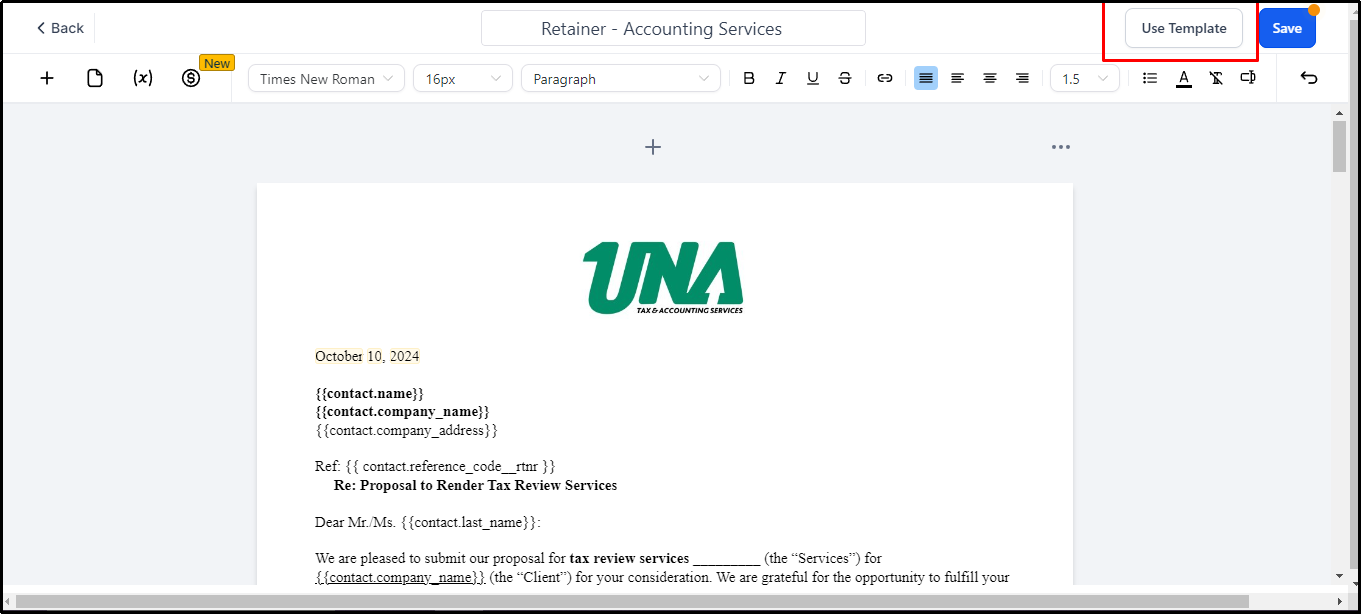 Back
Retainer - Accounting Services
Use Template
Save
New
(x)
Times New Roman
16px
Paragraph
B I U S
1.5
A
UNA
TAX & ACCOUNTING SERVICES
October 10, 2024
{{contact.name}}
{{contact.company_name}}
{{contact.company_address}}
Ref: {{ contact.reference_code__rtnr }}
Re: Proposal to Render Tax Review Services
Dear Mr./Ms. {{contact.last_name}}:
We are pleased to submit our proposal for tax review services _________ (the “Services”) for
{{contact.company_name}} (the “Client”) for your consideration. We are grateful for the opportunity to fulfill your